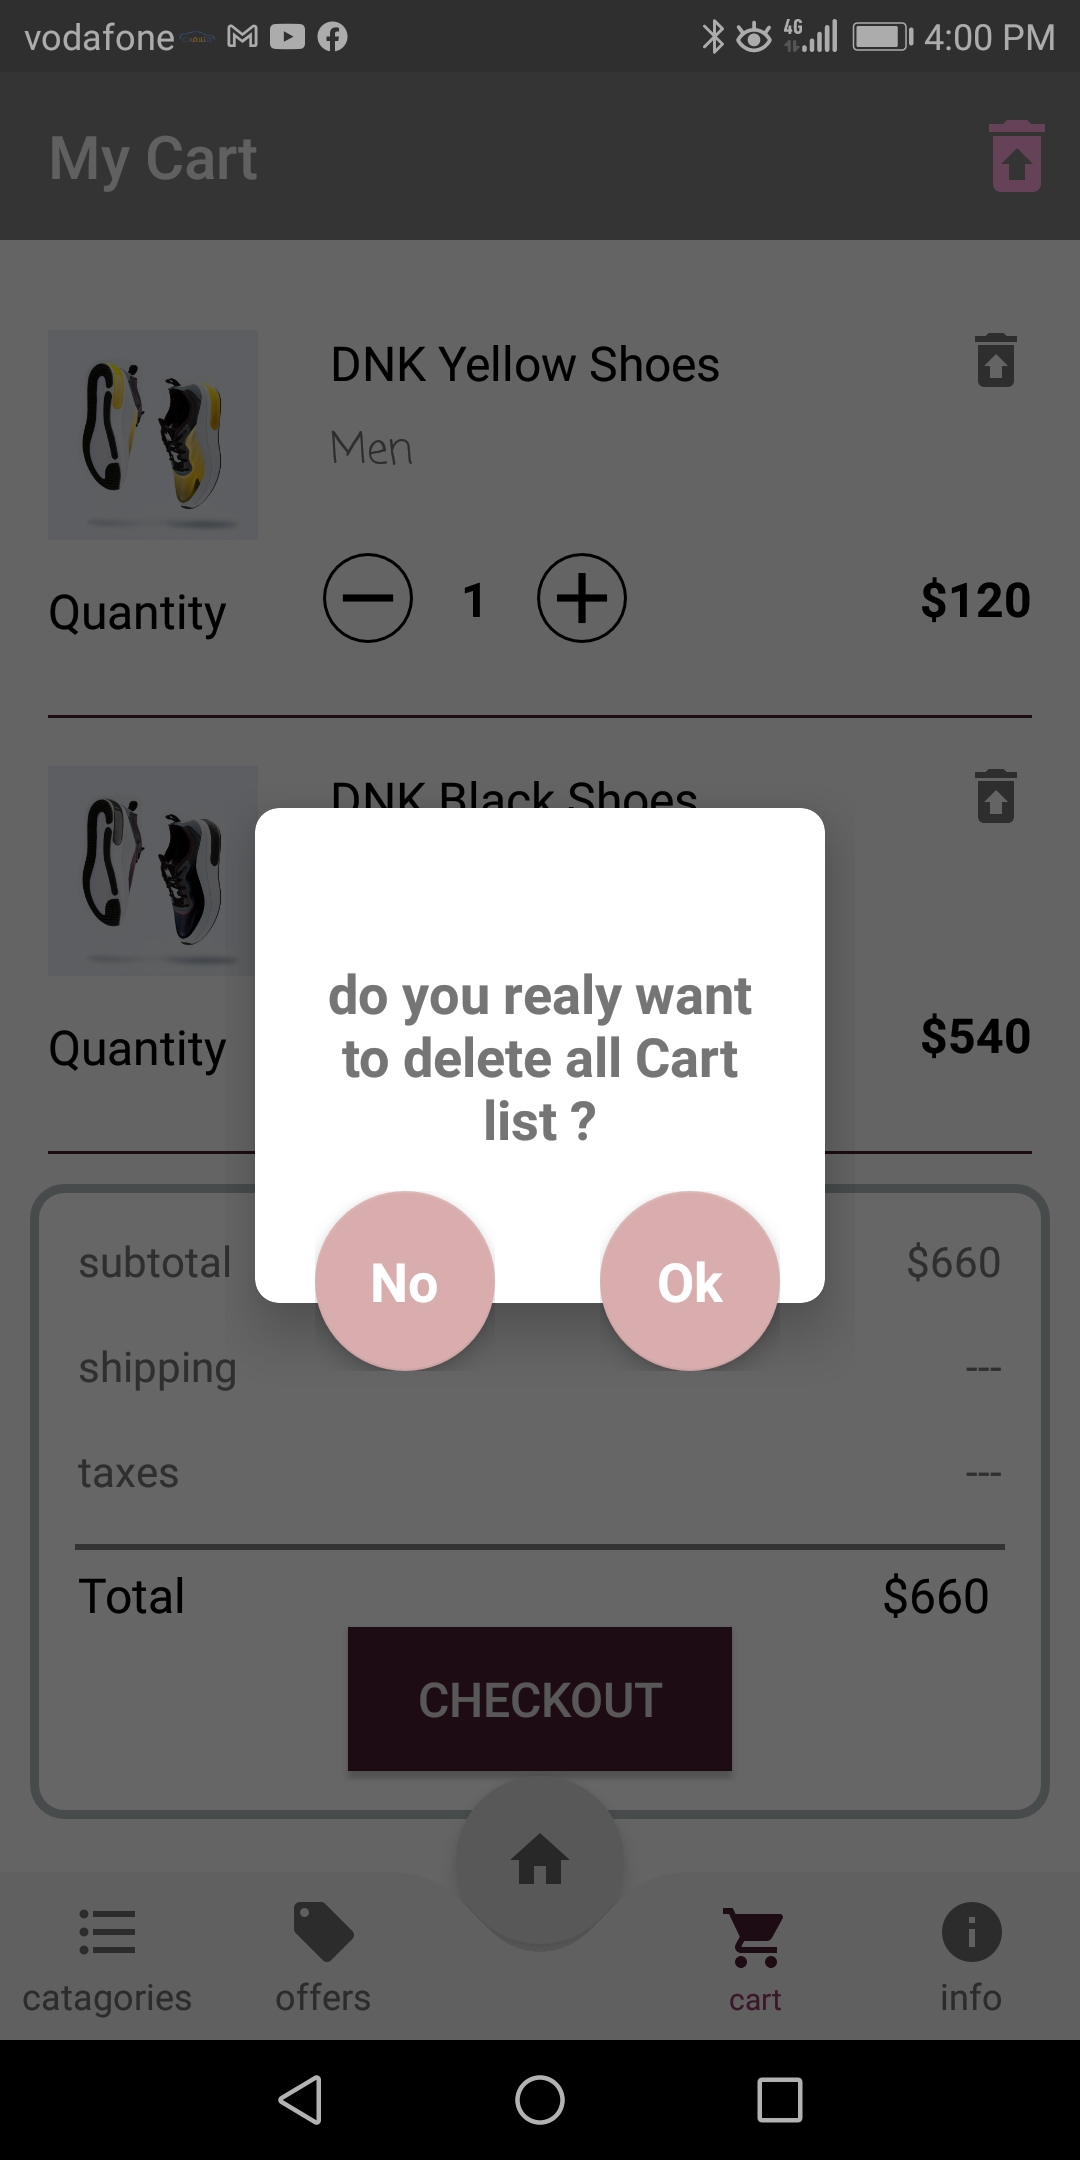 vodafone 4G 4:00 PM
My Cart
DNK Yellow Shoes
Men
Quantity 1 $120
DNK Black Shoes
Quantity $540
do you realy want
to delete all Cart
list ?
No Ok
subtotal $660
shipping ---
taxes ---
Total $660
CHECKOUT
catagories offers cart info